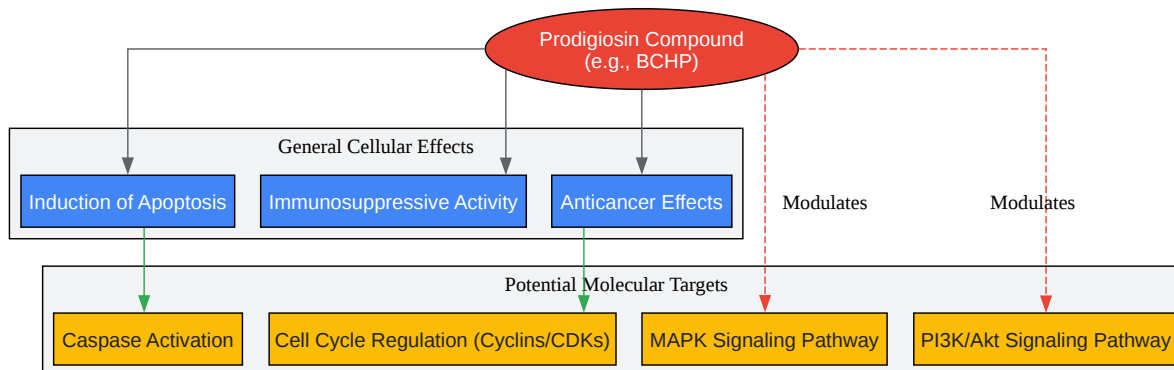 Prodigiosin Compound
(e.g., BCHP)
General Cellular Effects
Induction of Apoptosis
Immunosuppressive Activity
Anticancer Effects
Modulates
Modulates
Potential Molecular Targets
Caspase Activation
Cell Cycle Regulation (Cyclins/CDKs)
MAPK Signaling Pathway
PI3K/Akt Signaling Pathway